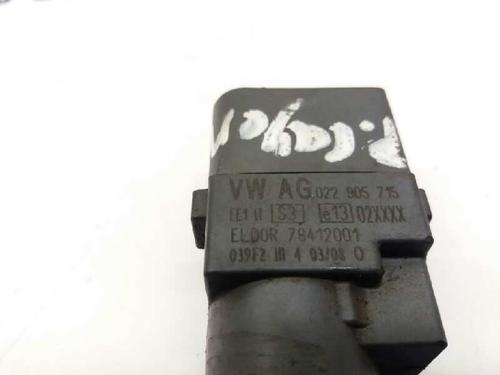 VW AG 022 905 715
EE1 II S3 e13 02XXXX
ELDOR 78412001
039F2 III 4 03/08 O